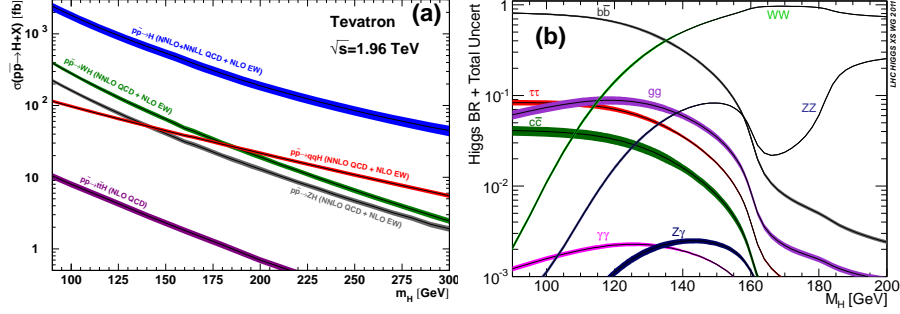 σ(pp̄→H+X) [fb]
10³
10²
10
1
Tevatron
(a)
√s=1.96 TeV
pp̄→H (NNLO+NNLL QCD + NLO EW)
pp̄→WH (NNLO QCD + NLO EW)
pp̄→qqH (NNLO QCD + NLO EW)
pp̄→ZH (NNLO QCD + NLO EW)
pp̄→tt̄H (NLO QCD)
100 125 150 175 200 225 250 275 300
m_H [GeV]
Higgs BR + Total Uncert
1
10⁻¹
10⁻²
10⁻³
(b)
bb̄
WW
ττ
gg
cc̄
ZZ
γγ
Zγ
100 120 140 160 180 200
M_H [GeV]
LHC HIGGS XS WG 2011